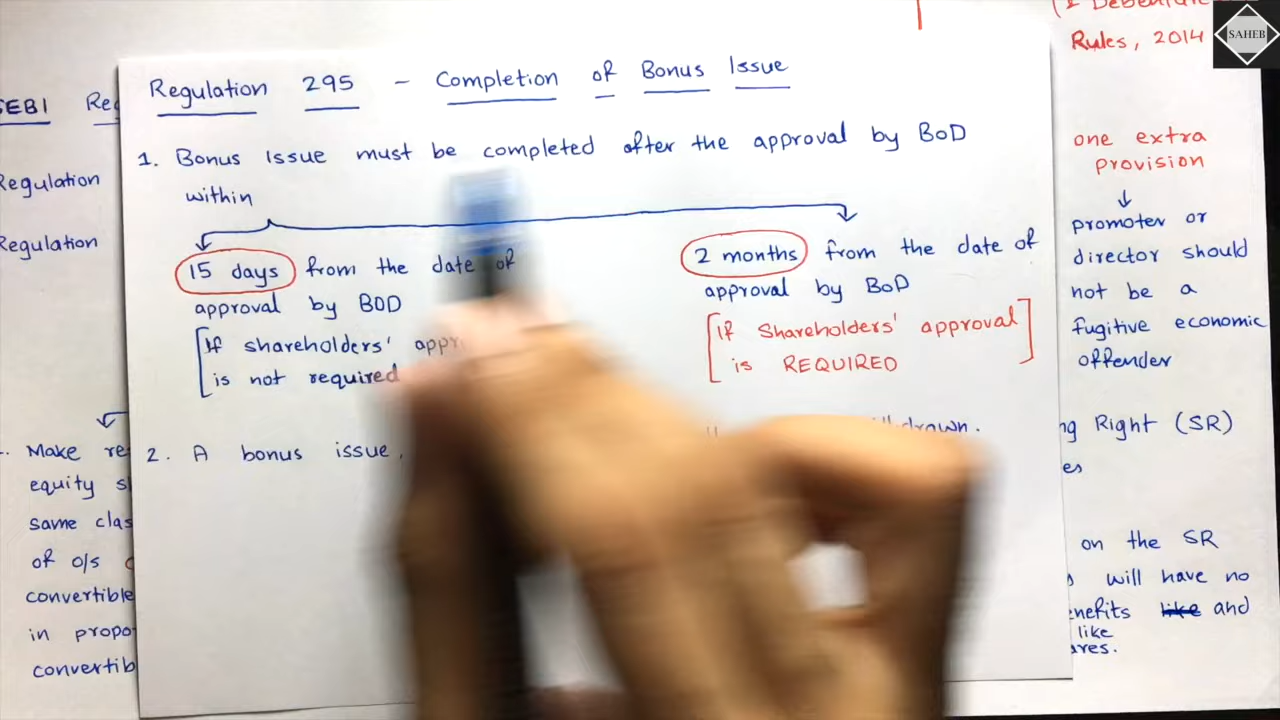 Regulation 295 - Completion of Bonus Issue
1. Bonus Issue must be completed after the approval by BoD
within
15 days from the date of
approval by BOD
[If shareholders'
is not required
2 months from the date of
approval by BoD
[If Shareholders' approval]
is REQUIRED
2. A bonus issue,
SEBI
Regulation
Regulation
Make
equity
same
of o/s
convertible
in
Rules, 2014
one extra
provision
promoter or
director should
not be a
fugitive economic
offender
Right (SR)
on the SR
will have no
like and
like
SAHEB